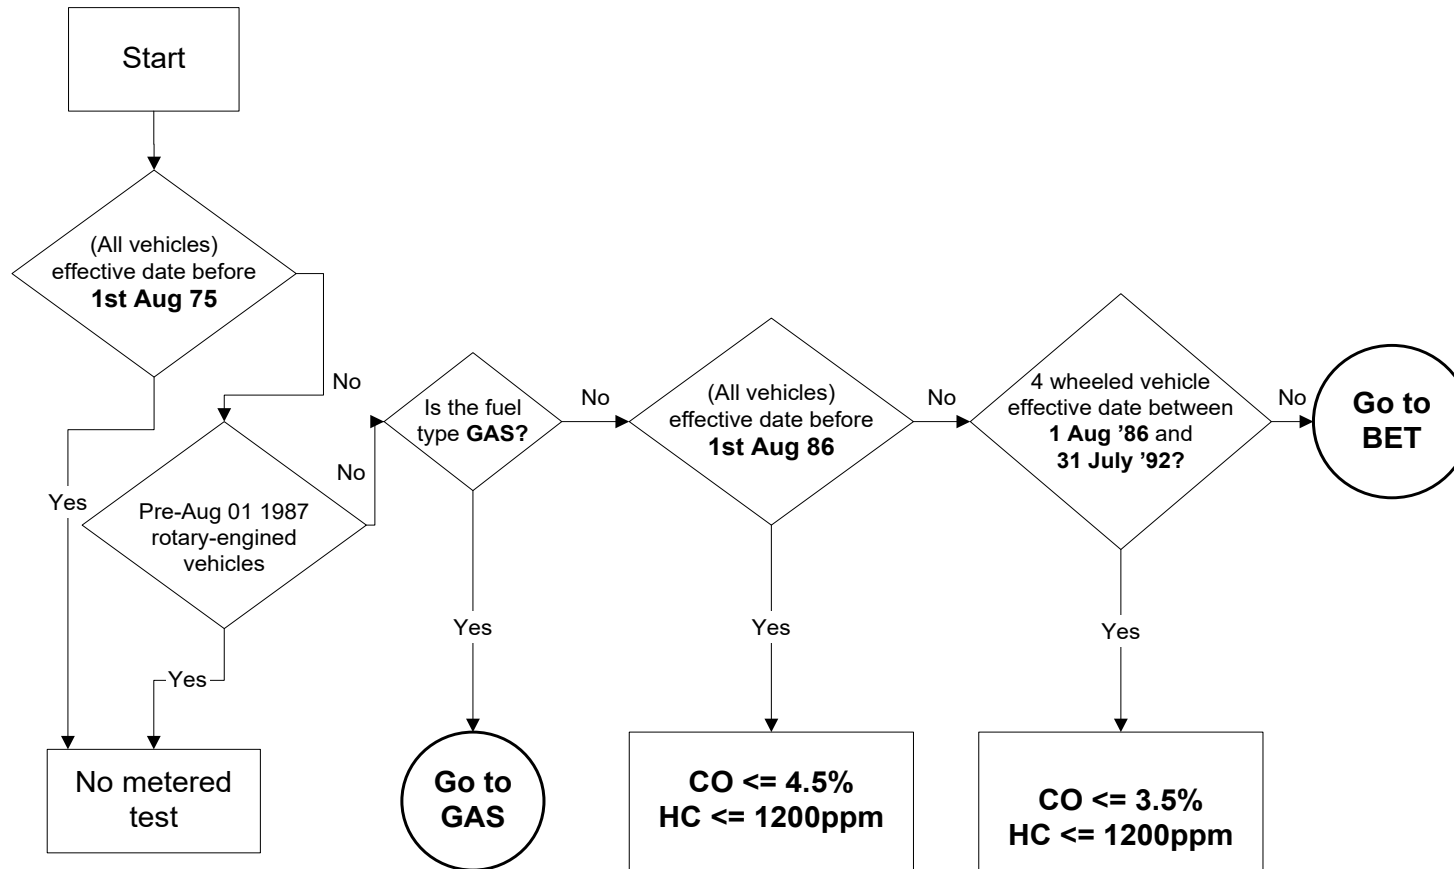 Start
(All vehicles)
effective date before
1st Aug 75
No
Yes
Pre-Aug 01 1987
rotary-engined
vehicles
No
Yes
No metered
test
Is the fuel
type GAS?
No
Yes
Go to
GAS
(All vehicles)
effective date before
1st Aug 86
No
Yes
CO <= 4.5%
HC <= 1200ppm
4 wheeled vehicle
effective date between
1 Aug ’86 and
31 July ’92?
No
Yes
CO <= 3.5%
HC <= 1200ppm
Go to
BET